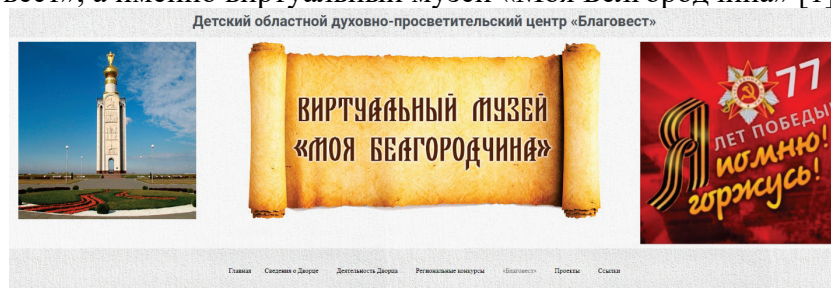 вест», а именно виртуальный музей «Моя Белгородчина» [1]
Детский областной духовно-просветительский центр «Благовест»
ВИРТУАЛЬНЫЙ МУЗЕЙ
«МОЯ БЕЛГОРОДЧИНА»
77
ЛЕТ ПОБЕДЫ
Я помню!
горжусь!
Главная Сведения о Дворце Деятельность Дворца Региональные конкурсы «Благовест» Проекты Ссылки